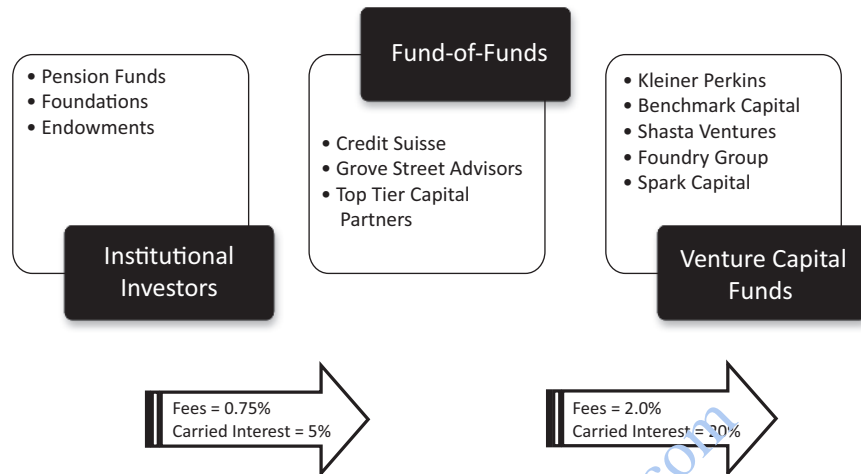 Fund-of-Funds
• Pension Funds
• Foundations
• Endowments
Institutional
Investors
• Credit Suisse
• Grove Street Advisors
• Top Tier Capital
Partners
• Kleiner Perkins
• Benchmark Capital
• Shasta Ventures
• Foundry Group
• Spark Capital
Venture Capital
Funds
Fees = 0.75%
Carried Interest = 5%
Fees = 2.0%
Carried Interest = 20%
com